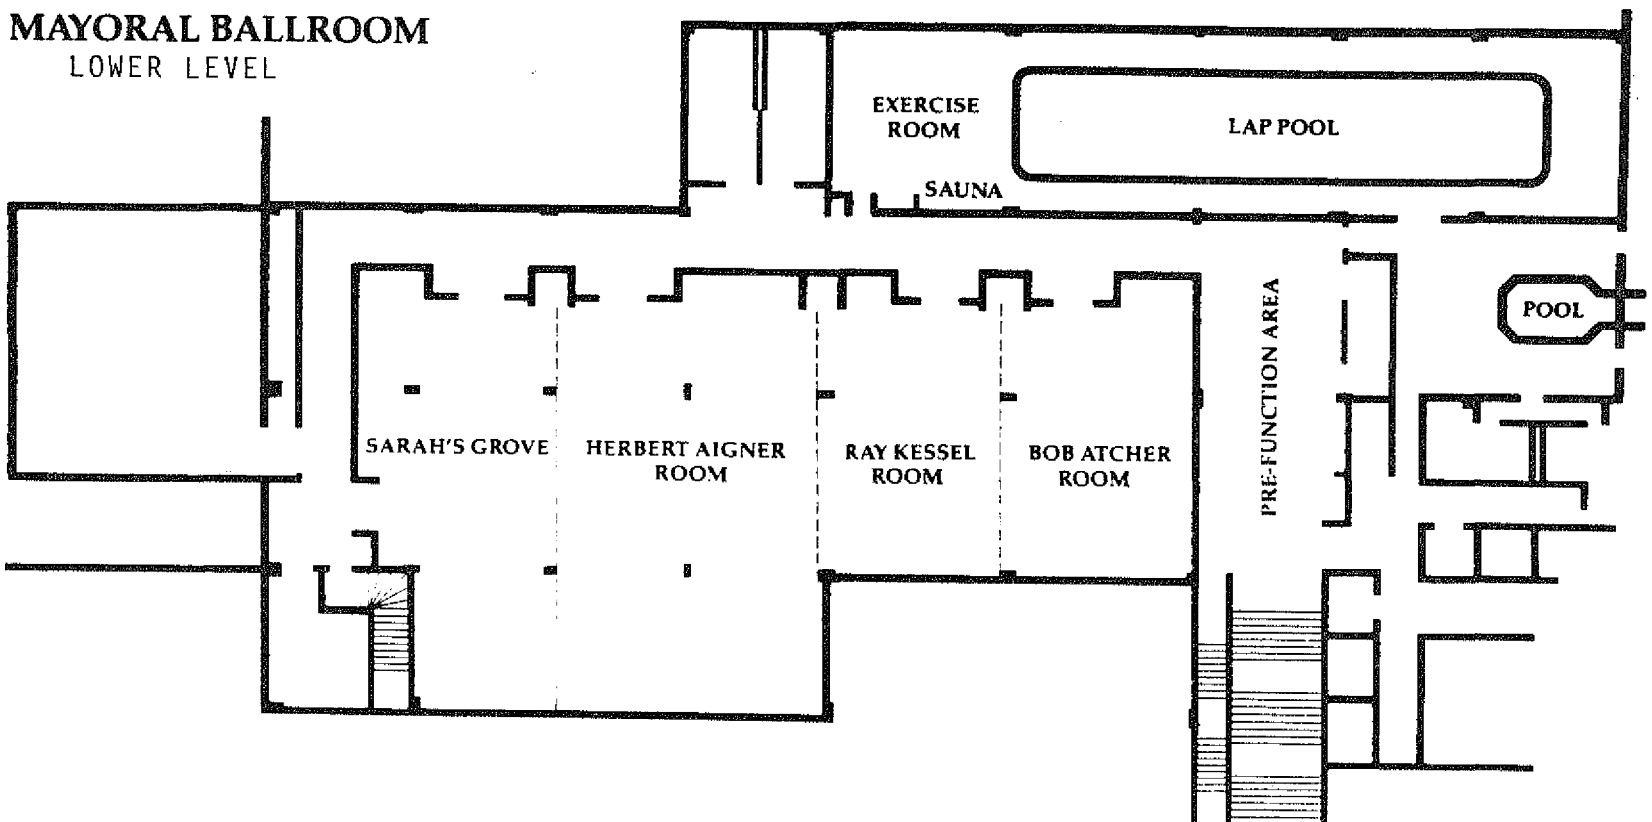 MAYORAL BALLROOM
LOWER LEVEL
EXERCISE
ROOM
LAP POOL
SAUNA
POOL
PRE-FUNCTION AREA
SARAH'S GROVE
HERBERT AIGNER
ROOM
RAY KESSEL
ROOM
BOB ATCHER
ROOM